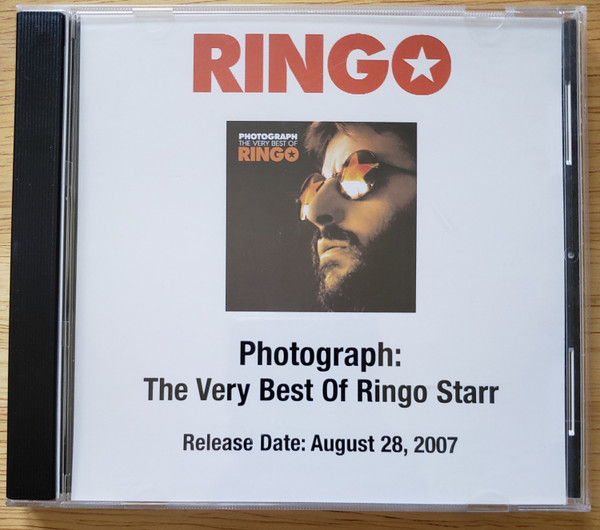 RINGO
PHOTOGRAPH
THE VERY BEST OF
RINGO
Photograph:
The Very Best Of Ringo Starr
Release Date: August 28, 2007